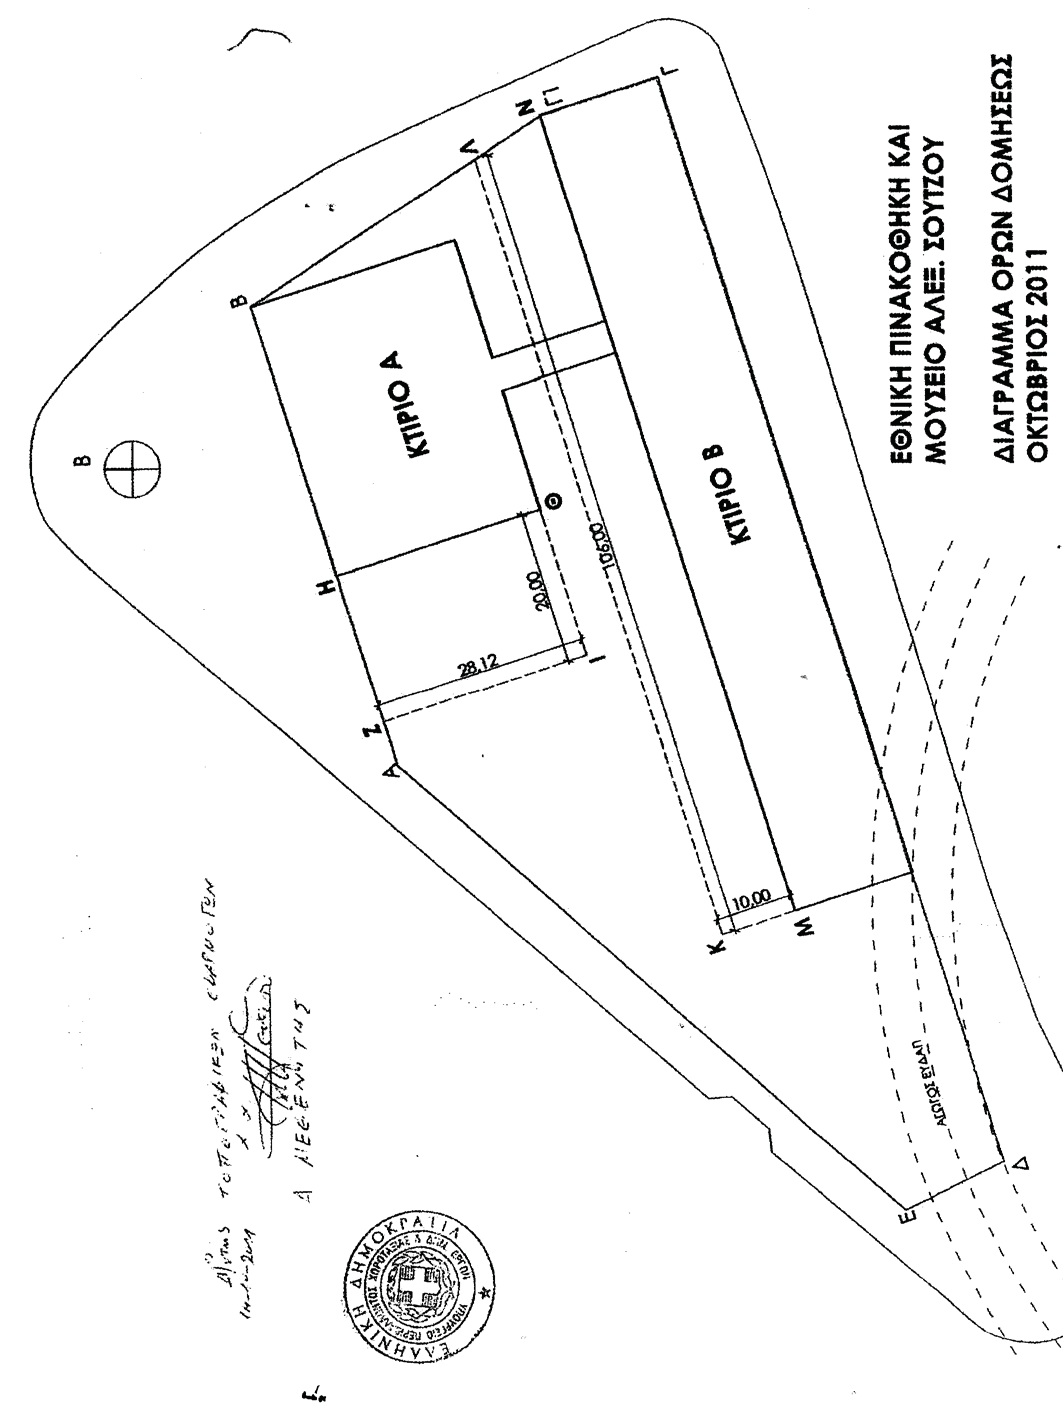 ΕΘΝΙΚΗ ΠΙΝΑΚΟΘΗΚΗ ΚΑΙ
ΜΟΥΣΕΙΟ ΑΛΕΞ. ΣΟΥΤΖΟΥ
ΔΙΑΓΡΑΜΜΑ ΟΡΩΝ ΔΟΜΗΣΕΩΣ
ΟΚΤΩΒΡΙΟΣ 2011
Β
Β
ΚΤΙΡΙΟ Α
ΚΤΙΡΙΟ Β
Α
Ζ
Η
Θ
Ι
Κ
Λ
Μ
Ν
Π
Γ
Δ
Ε
28,12
20,00
106,00
10,00
ΑΓΩΓΟΣ ΕΥΔΑΠ
ΕΛΛΗΝΙΚΗ ΔΗΜΟΚΡΑΤΙΑ